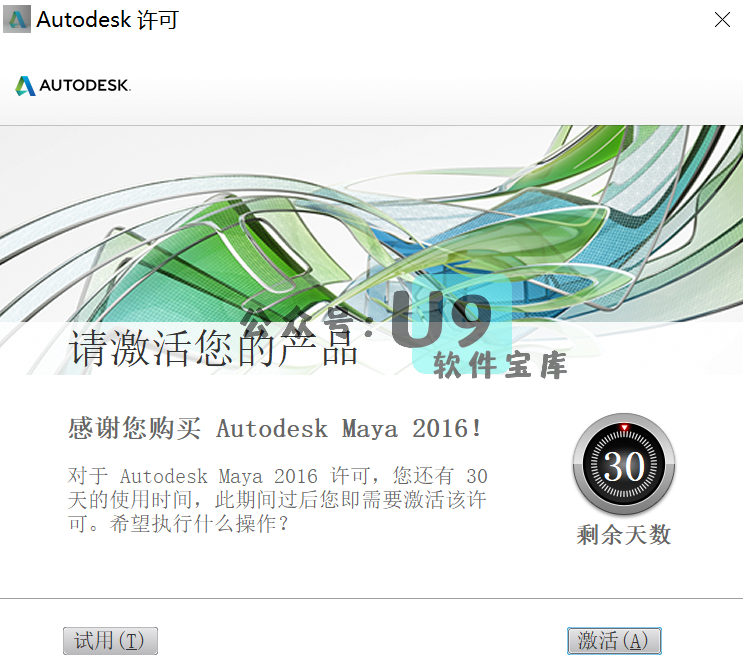 Autodesk 许可
AUTODESK.
公众号：U9
软件宝库
请激活您的产品
感谢您购买 Autodesk Maya 2016！
对于 Autodesk Maya 2016 许可，您还有 30
天的使用时间，此期间过后您即需要激活该许
可。希望执行什么操作？
30
剩余天数
试用(T)
激活(A)